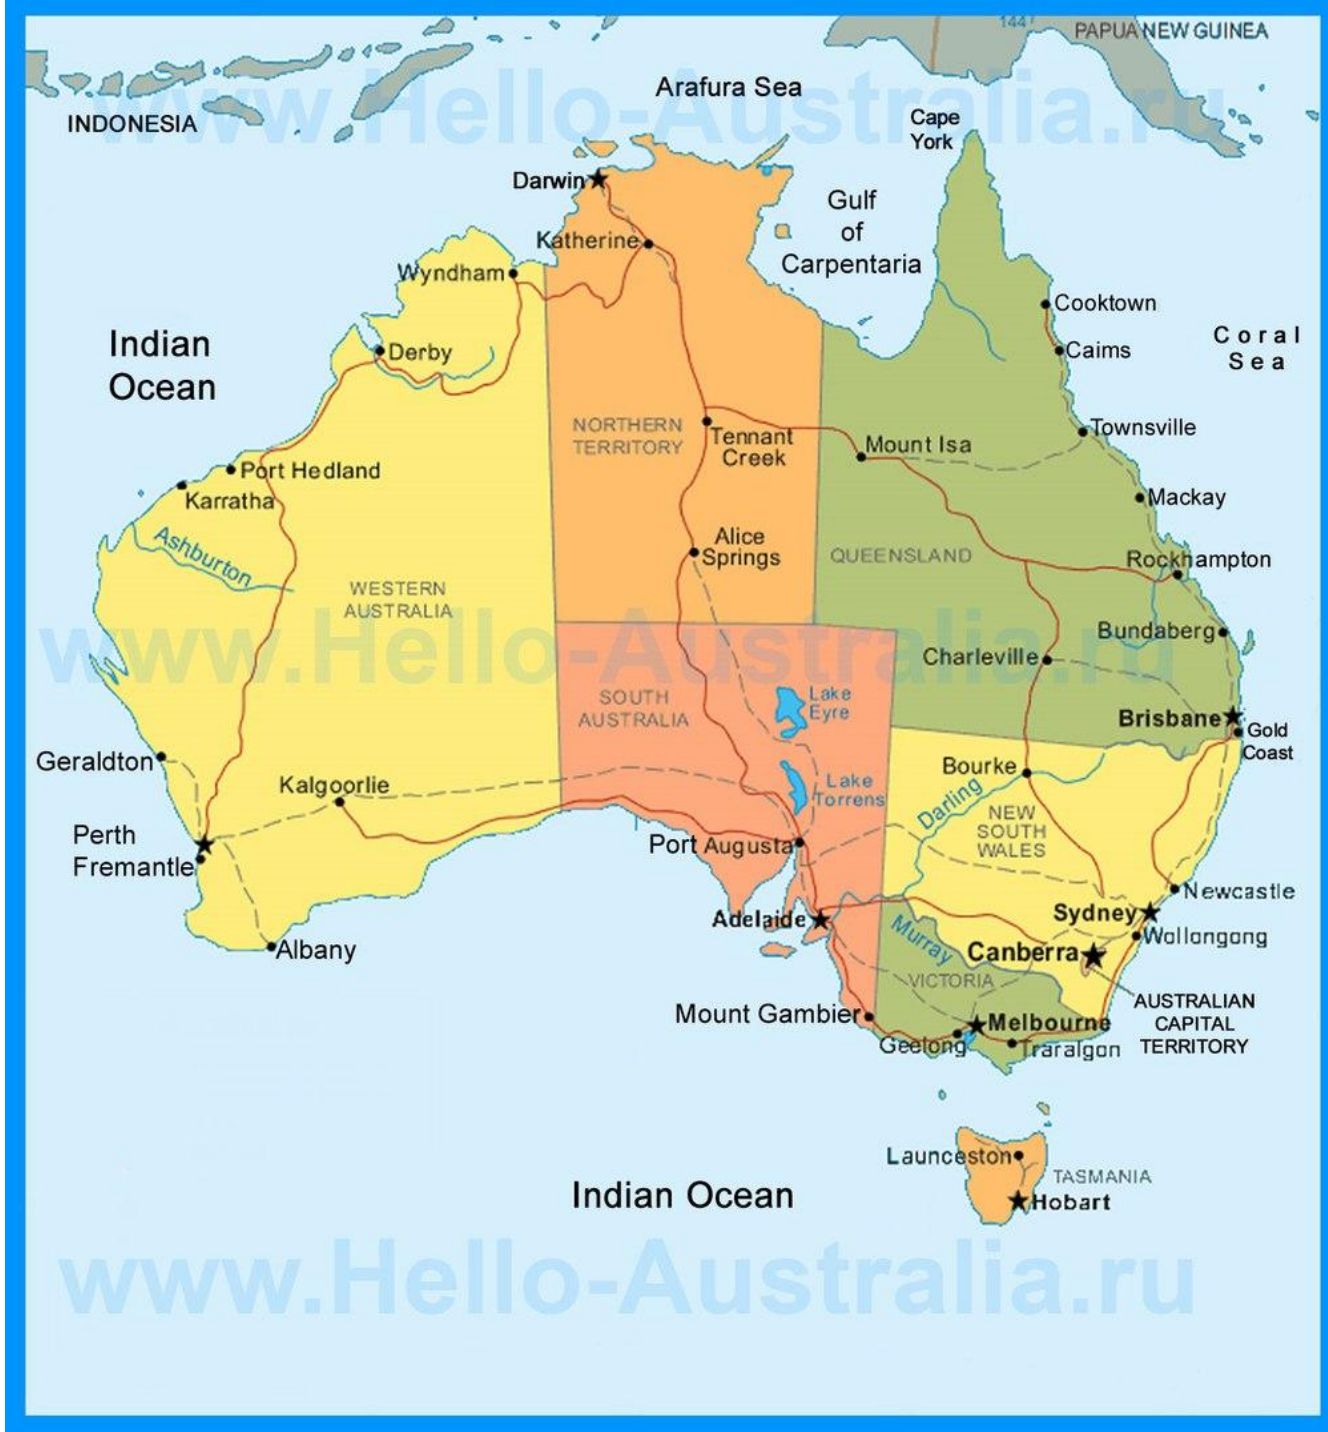 144
PAPUA NEW GUINEA
Arafura Sea
www.Hello-Australia.ru
INDONESIA
Cape
York
Darwin
Gulf
of
Carpentaria
Katherine
Wyndham
Cooktown
Indian
Ocean
Coral
Sea
Derby
Caims
NORTHERN
TERRITORY
Tennant
Creek
Mount Isa
Townsville
Port Hedland
Karratha
Mackay
Ashburton
Alice
Springs
QUEENSLAND
Rockhampton
WESTERN
AUSTRALIA
www.Hello-Australia.ru
Bundaberg
Charleville
SOUTH
AUSTRALIA
Lake
Eyre
Brisbane
Gold
Coast
Geraldton
Kalgoorlie
Bourke
Lake
Torrens
Darling
NEW
SOUTH
WALES
Perth
Fremantle
Port Augusta
Newcastle
Adelaide
Sydney
Wollongong
Murray
Canberra
Albany
VICTORIA
AUSTRALIAN
CAPITAL
TERRITORY
Mount Gambier
Melbourne
Geelong
Traralgon
Launceston
TASMANIA
Hobart
Indian Ocean
www.Hello-Australia.ru